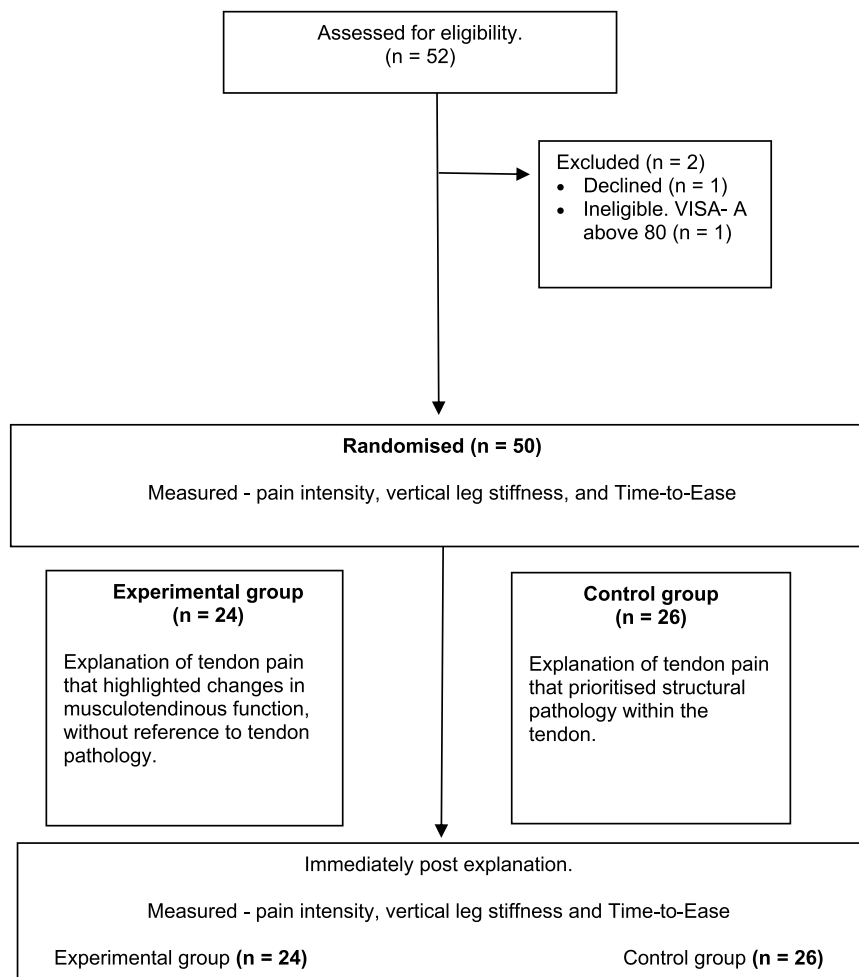 Assessed for eligibility.
(n = 52)
Excluded (n = 2)
• Declined (n = 1)
• Ineligible. VISA- A
above 80 (n = 1)
Randomised (n = 50)
Measured - pain intensity, vertical leg stiffness, and Time-to-Ease
Experimental group
(n = 24)
Explanation of tendon pain
that highlighted changes in
musculotendinous function,
without reference to tendon
pathology.
Control group
(n = 26)
Explanation of tendon pain
that prioritised structural
pathology within the
tendon.
Immediately post explanation.
Measured - pain intensity, vertical leg stiffness and Time-to-Ease
Experimental group (n = 24)
Control group (n = 26)